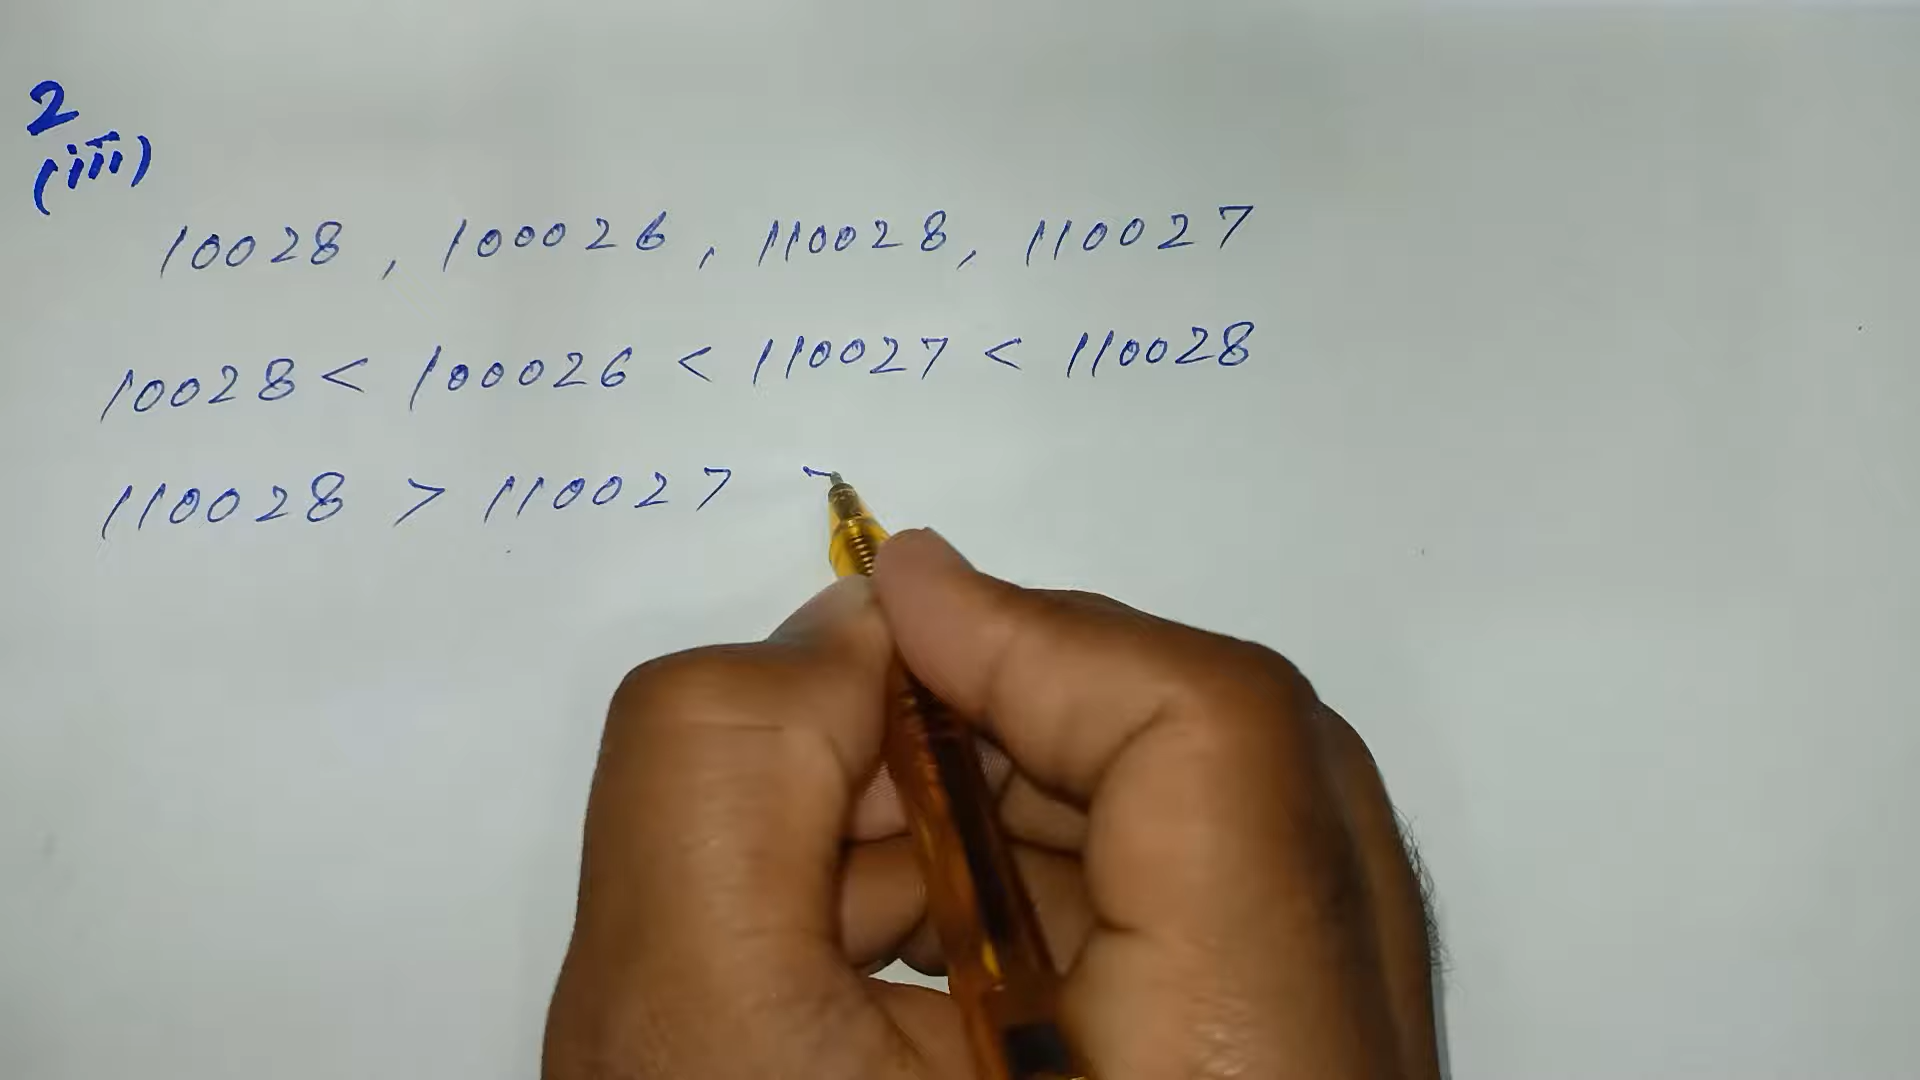 2
(iii)
10028, 100026, 110028, 110027
10028 < 100026 < 110027 < 110028
110028 > 110027